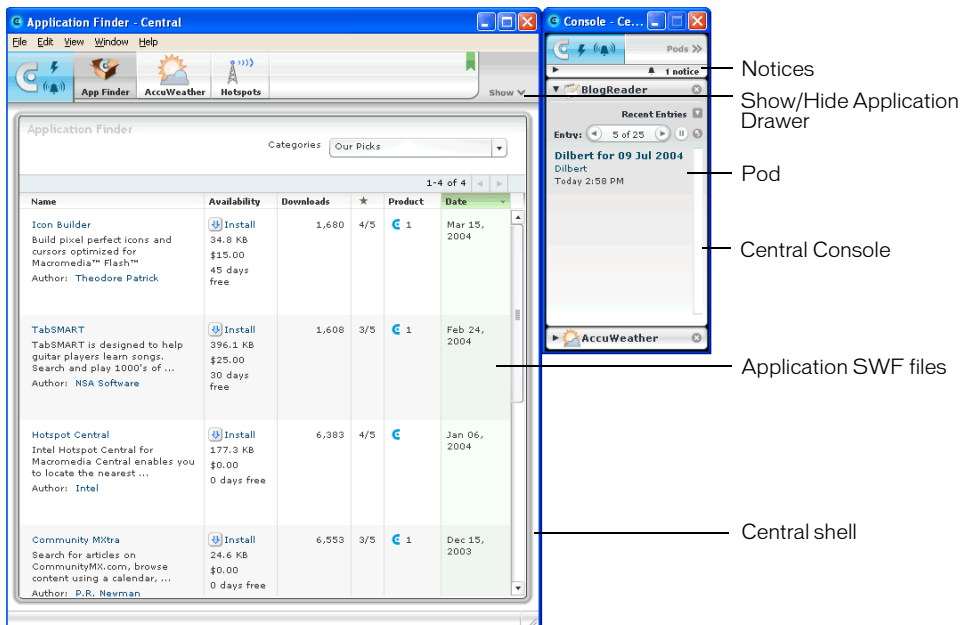 Application Finder - Central
File Edit View Window Help
App Finder AccuWeather Hotspots
Show
Application Finder
Categories Our Picks
1-4 of 4
Name Availability Downloads ★ Product Date
Icon Builder Install 1,680 4/5 1 Mar 15,
Build pixel perfect icons and 34.8 KB 2004
cursors optimized for $15.00
Macromedia™ Flash™ 45 days
Author: Theodore Patrick free
TabSMART Install 1,608 3/5 1 Feb 24,
TabSMART is designed to help 396.1 KB 2004
guitar players learn songs. $25.00
Search and play 1000's of ... 30 days
Author: NSA Software free
Hotspot Central Install 6,383 4/5 Jan 06,
Intel Hotspot Central for 177.3 KB 2004
Macromedia Central enables you $0.00
to locate the nearest ... 0 days free
Author: Intel
Community MXtra Install 6,553 3/5 1 Dec 15,
Search for articles on 24.6 KB 2003
CommunityMX.com, browse $0.00
content using a calendar, ... 0 days free
Author: P.R. Newman
Console - Ce...
Pods
1 notice
BlogReader
Recent Entries
Entry: 5 of 25
Dilbert for 09 Jul 2004
Dilbert
Today 2:58 PM
AccuWeather
Notices
Show/Hide Application
Drawer
Pod
Central Console
Application SWF files
Central shell